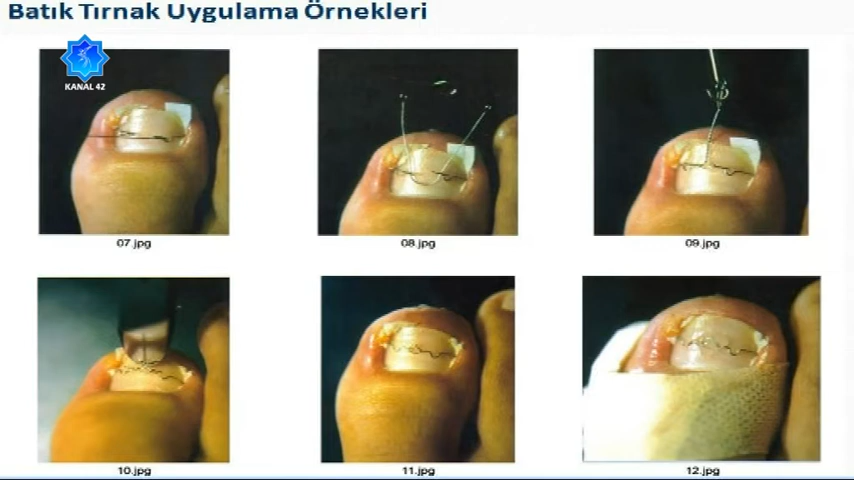 Batık Tırnak Uygulama Örnekleri
KANAL 42
07.jpg
08.jpg
09.jpg
10.jpg
11.jpg
12.jpg